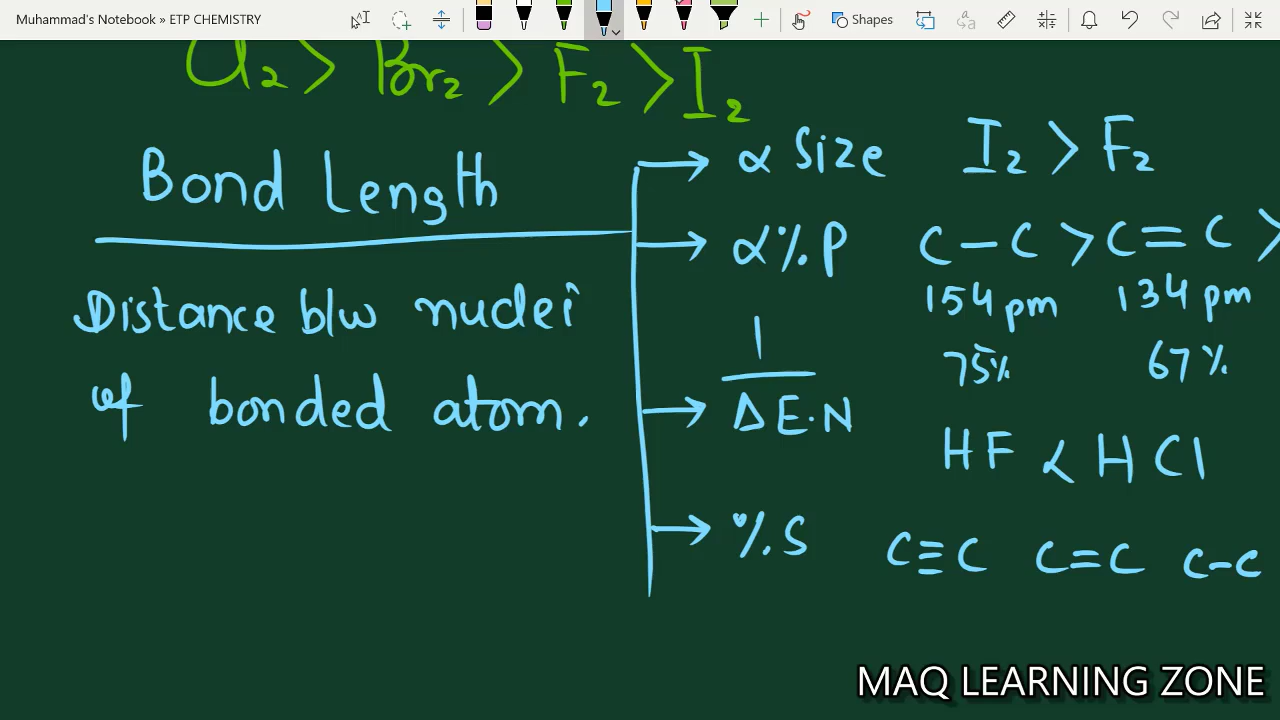 Muhammad's Notebook » ETP CHEMISTRY
Shapes
Cl₂ > Br₂ > F₂ > I₂
Bond Length
Distance b/w nuclei
of bonded atom.
→ α Size I₂ > F₂
→ α % P C − C > C = C >
154 pm 134 pm
75% 67%
→ 1 / Δ E.N
HF < HCl
→ % S C≡C C=C C-C
MAQ LEARNING ZONE